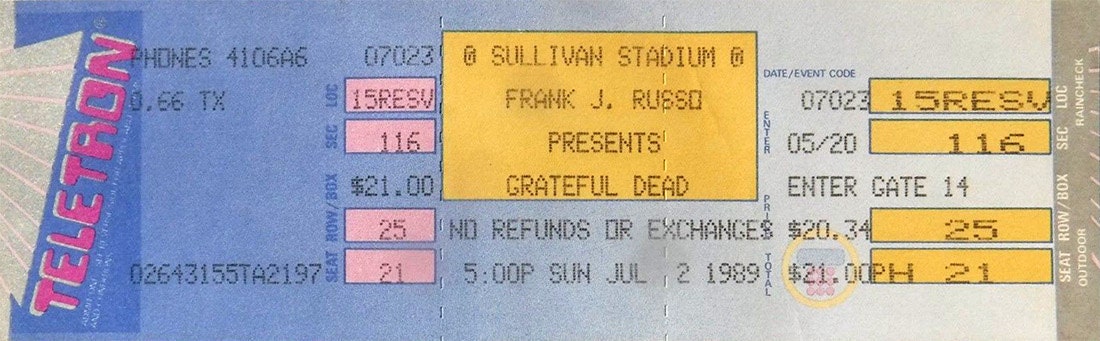 TELETRON®
PHONES 4106A6 07023
0.66 TX LOC 15RESV
SEC 116
$21.00
ROW/BOX 25
02643155TA2197 SEAT 21
@ SULLIVAN STADIUM @
FRANK J. RUSSO
PRESENTS
GRATEFUL DEAD
NO REFUNDS OR EXCHANGES
5:00P SUN JUL 2 1989
DATE/EVENT CODE
ENTER
07023 15RESV LOC
05/20 116 SEC
ENTER GATE 14
PRICE $20.34 25 ROW/BOX
TOTAL $21.00PH 21 SEAT
RAINCHECK
OUTDOOR